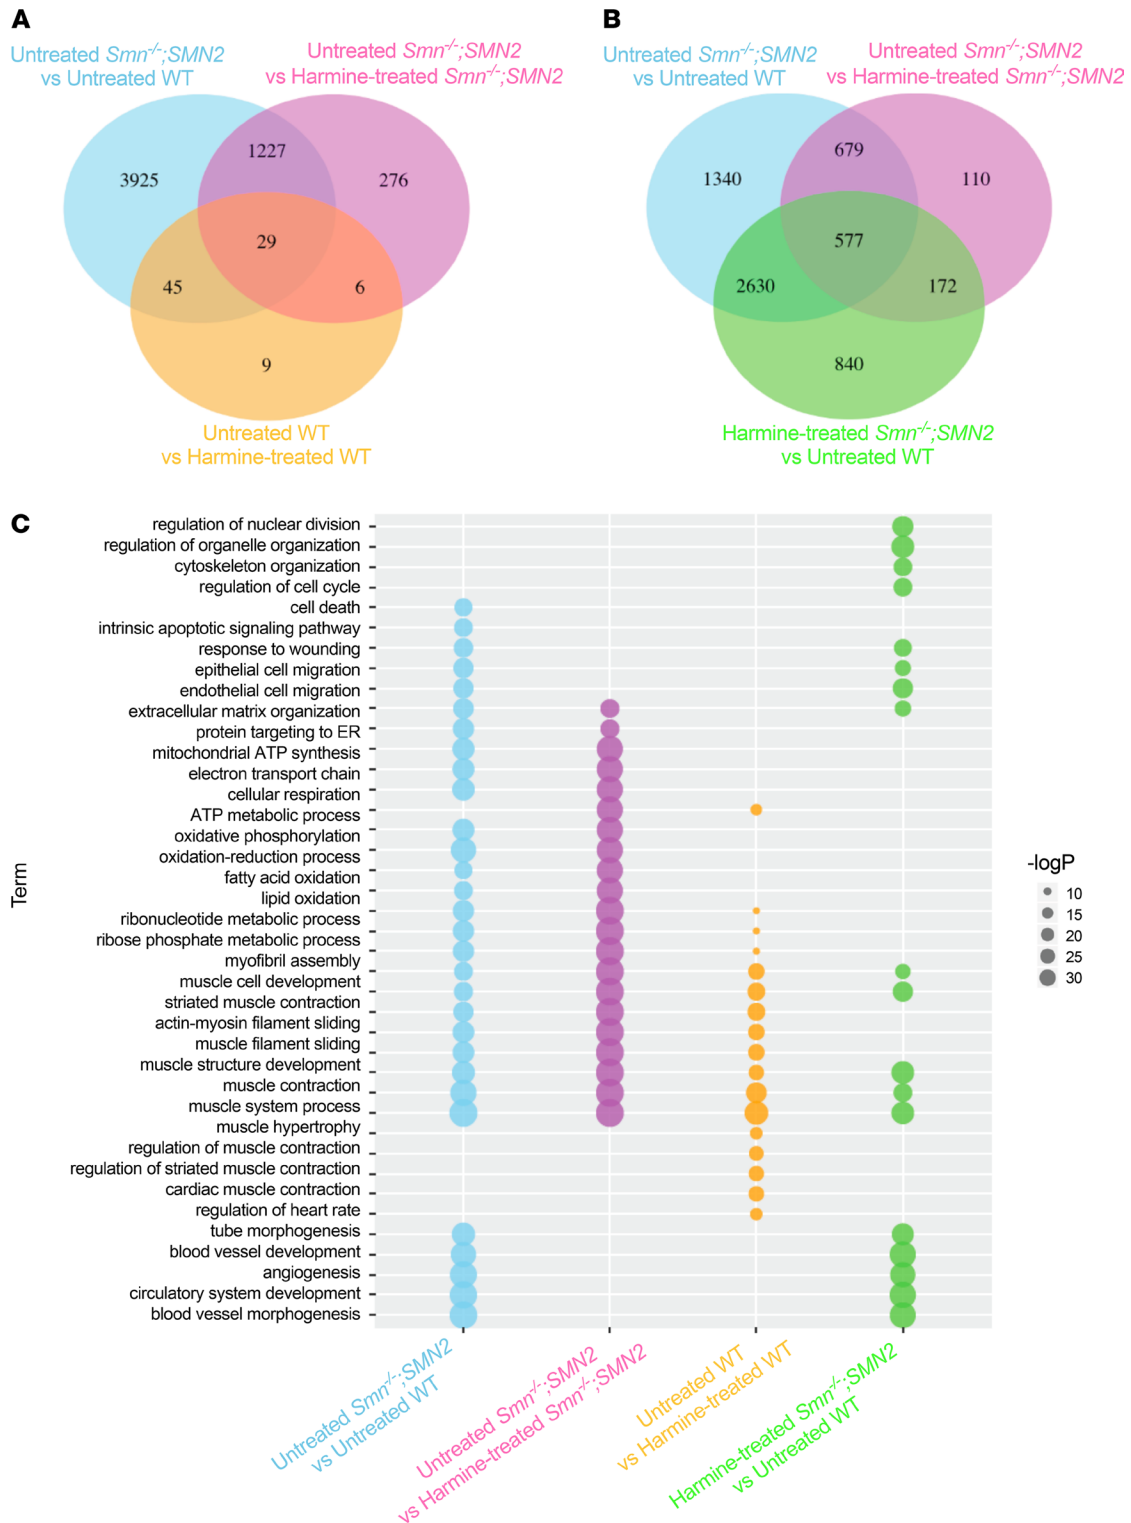 A
Untreated Smn-/-;SMN2
vs Untreated WT
Untreated Smn-/-;SMN2
vs Harmine-treated Smn-/-;SMN2
3925
1227
276
29
45
6
9
Untreated WT
vs Harmine-treated WT
B
Untreated Smn-/-;SMN2
vs Untreated WT
Untreated Smn-/-;SMN2
vs Harmine-treated Smn-/-;SMN2
1340
679
110
577
2630
172
840
Harmine-treated Smn-/-;SMN2
vs Untreated WT
C
Term
regulation of nuclear division
regulation of organelle organization
cytoskeleton organization
regulation of cell cycle
cell death
intrinsic apoptotic signaling pathway
response to wounding
epithelial cell migration
endothelial cell migration
extracellular matrix organization
protein targeting to ER
mitochondrial ATP synthesis
electron transport chain
cellular respiration
ATP metabolic process
oxidative phosphorylation
oxidation-reduction process
fatty acid oxidation
lipid oxidation
ribonucleotide metabolic process
ribose phosphate metabolic process
myofibril assembly
muscle cell development
striated muscle contraction
actin-myosin filament sliding
muscle filament sliding
muscle structure development
muscle contraction
muscle system process
muscle hypertrophy
regulation of muscle contraction
regulation of striated muscle contraction
cardiac muscle contraction
regulation of heart rate
tube morphogenesis
blood vessel development
angiogenesis
circulatory system development
blood vessel morphogenesis
-logP
10
15
20
25
30
Untreated Smn-/-;SMN2
vs Untreated WT
Untreated Smn-/-;SMN2
vs Harmine-treated Smn-/-;SMN2
Untreated WT
vs Harmine-treated WT
Harmine-treated Smn-/-;SMN2
vs Untreated WT